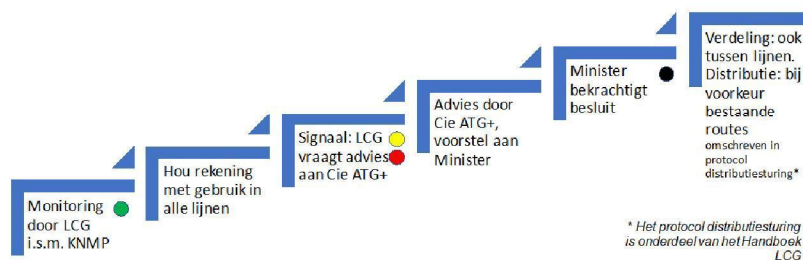 Monitoring
door LCG
i.s.m. KNMP
Hou rekening
met gebruik in
alle lijnen
Signaal: LCG
vraagt advies
aan Cie ATG+
Advies door
Cie ATG+,
voorstel aan
Minister
Minister
bekrachtigt
besluit
Verdeling: ook
tussen lijnen.
Distributie: bij
voorkeur
bestaande
routes
omschreven in
protocol
distributiesturing*
* Het protocol distributiesturing
is onderdeel van het Handboek
LCG